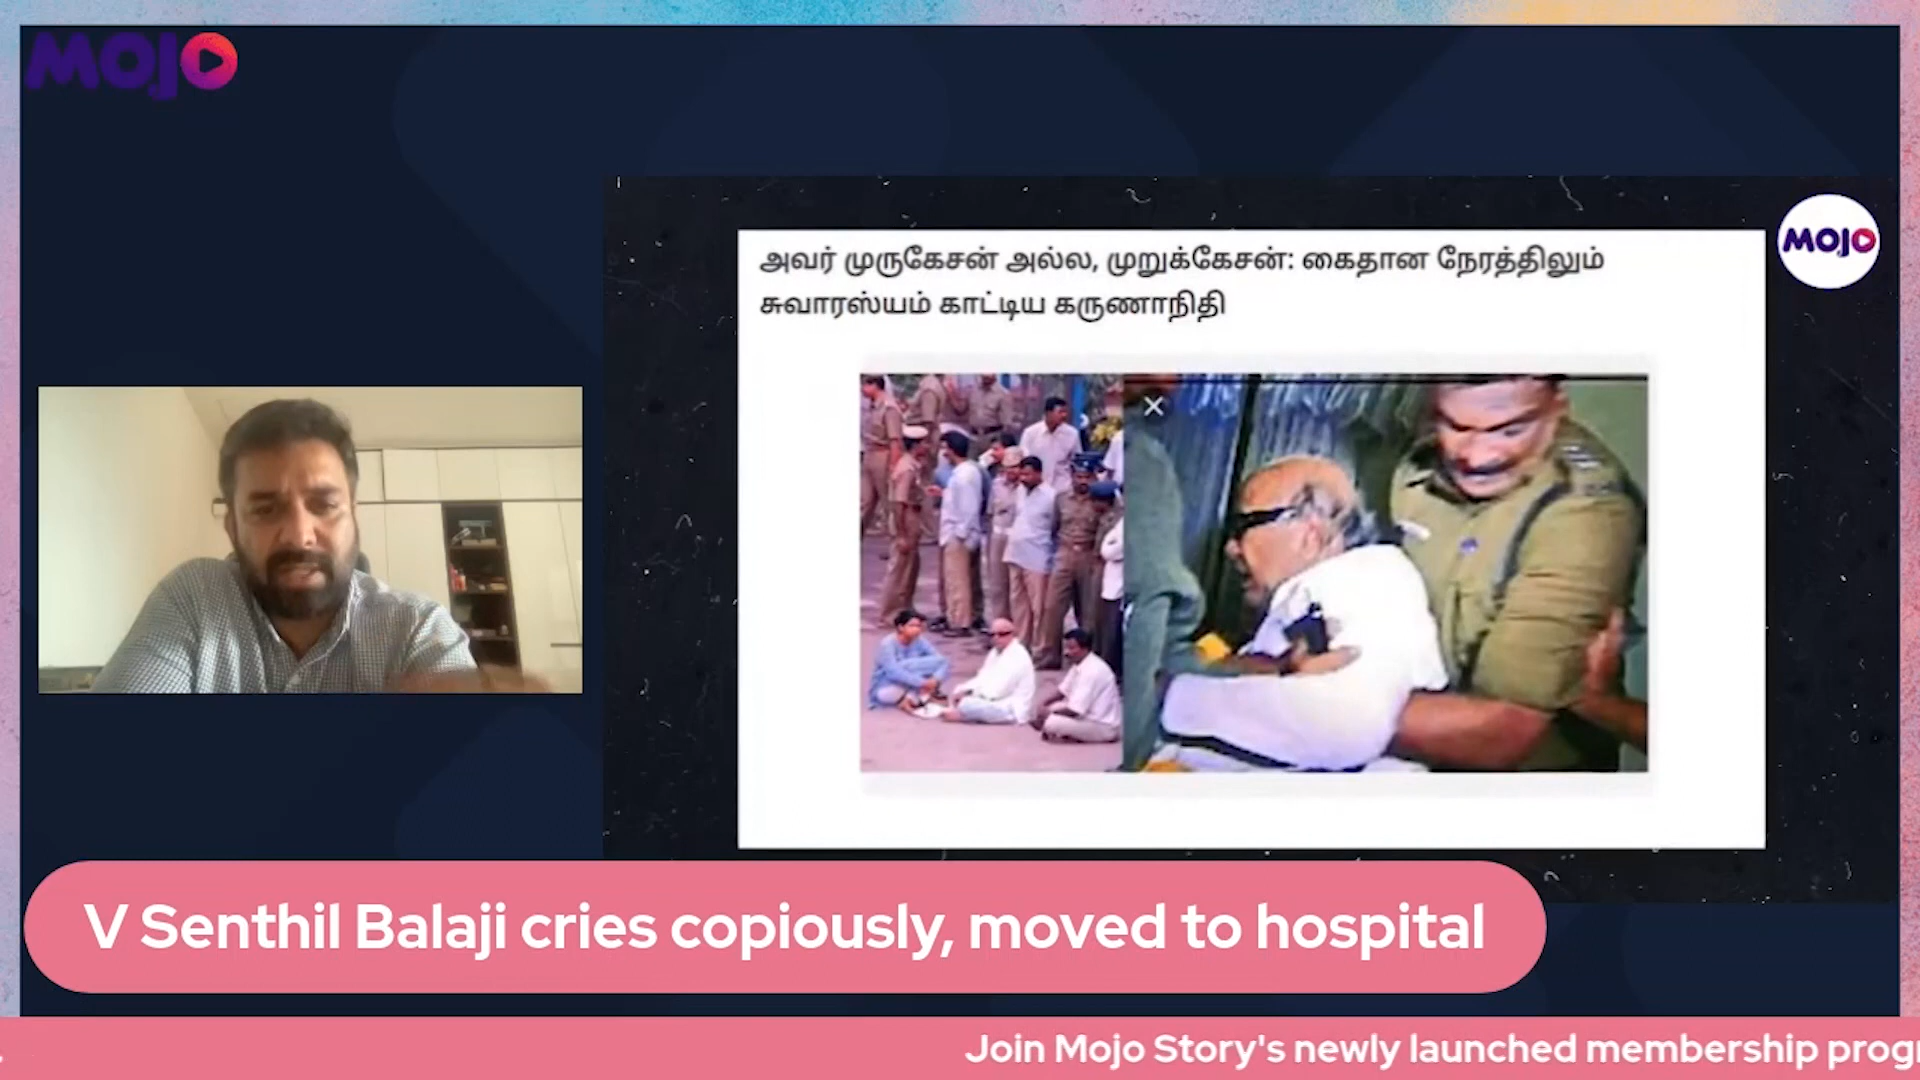 MOJO
MOJO
அவர் முருகேசன் அல்ல, முறுக்கேசன்: கைதான நேரத்திலும்
சுவாரஸ்யம் காட்டிய கருணாநிதி
V Senthil Balaji cries copiously, moved to hospital
Join Mojo Story's newly launched membership progr